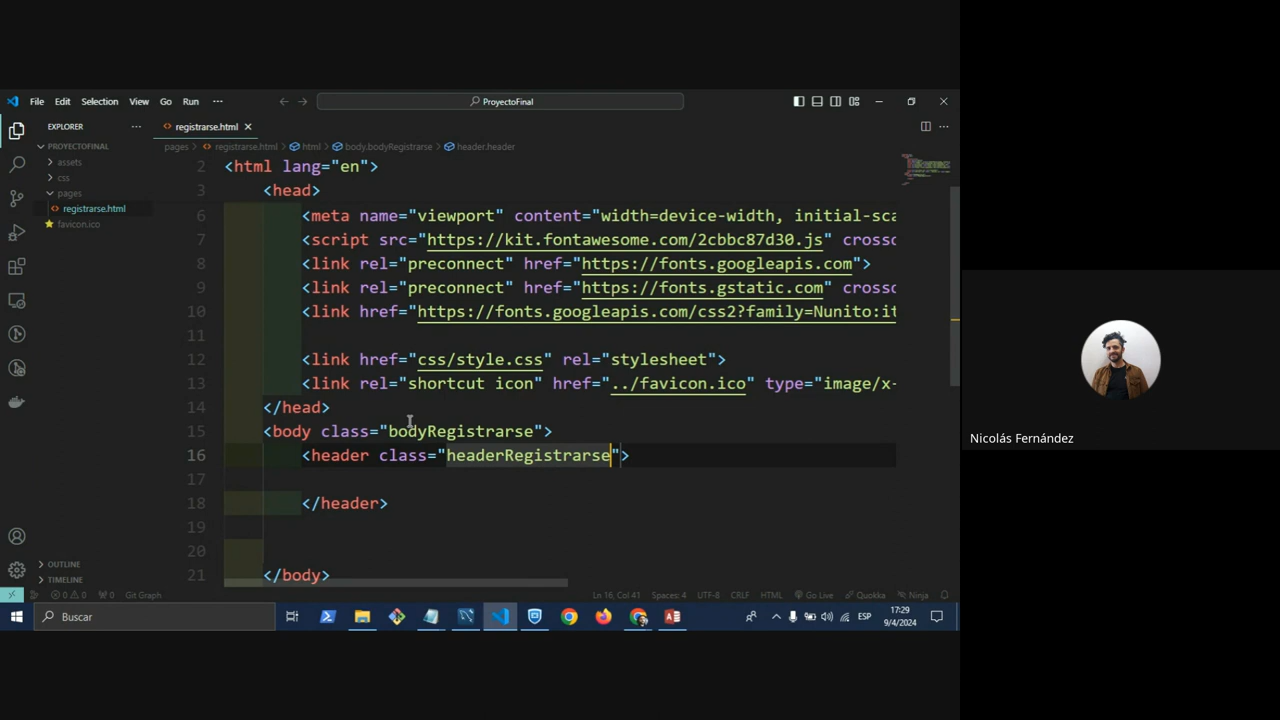 File Edit Selection View Go Run ··· ProyectoFinal
EXPLORER ···
registrarse.html
PROYECTOFINAL
assets
css
pages
registrarse.html
favicon.ico
OUTLINE
TIMELINE
pages > registrarse.html > html > body.bodyRegistrarse > header.header
2 <html lang="en">
3 <head>
6 <meta name="viewport" content="width=device-width, initial-sca
7 <script src="https://kit.fontawesome.com/2cbbc87d30.js" crossc
8 <link rel="preconnect" href="https://fonts.googleapis.com">
9 <link rel="preconnect" href="https://fonts.gstatic.com" crossc
10 <link href="https://fonts.googleapis.com/css2?family=Nunito:it
11
12 <link href="css/style.css" rel="stylesheet">
13 <link rel="shortcut icon" href="../favicon.ico" type="image/x-
14 </head>
15 <body class="bodyRegistrarse">
16 <header class="headerRegistrarse">
17
18 </header>
19
20
21 </body>
0 0 0 Git Graph Ln 16, Col 41 Spaces: 4 UTF-8 CRLF HTML Go Live Quokka Ninja
Buscar ESP 17:29
9/4/2024
Nicolás Fernández